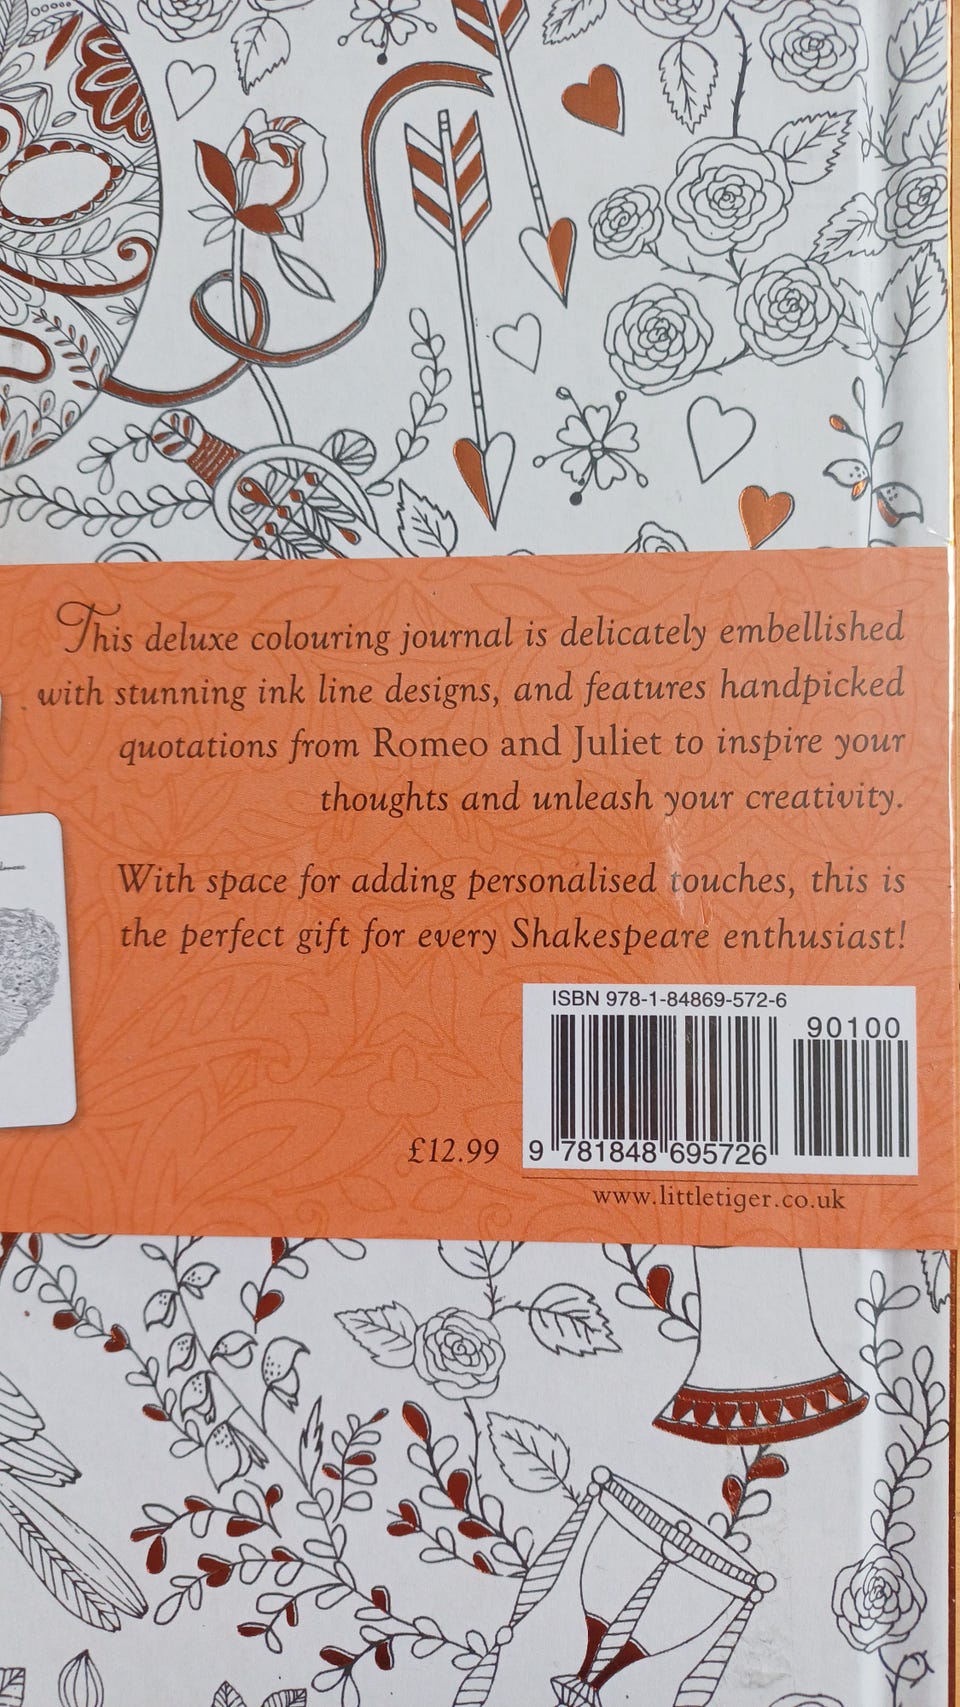 This deluxe colouring journal is delicately embellished
with stunning ink line designs, and features handpicked
quotations from Romeo and Juliet to inspire your
thoughts and unleash your creativity.
With space for adding personalised touches, this is
the perfect gift for every Shakespeare enthusiast!
ISBN 978-1-84869-572-6
90100
9 781848 695726
£12.99
www.littletiger.co.uk